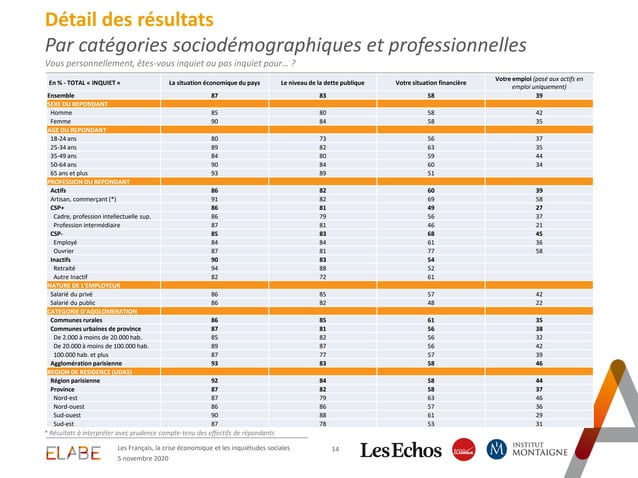 Détail des résultats
Par catégories sociodémographiques et professionnelles
Vous personnellement, êtes-vous inquiet ou pas inquiet pour… ?
En % - TOTAL « INQUIET » La situation économique du pays Le niveau de la dette publique Votre situation financière Votre emploi (posé aux actifs en emploi uniquement)
Ensemble 87 83 58 39
SEXE DU REPONDANT
Homme 85 80 58 42
Femme 90 84 58 35
AGE OU REPONDANT
18-24 ans 80 73 56 37
25-34 ans 89 82 63 35
35-49 ans 84 80 59 44
50-64 ans 90 84 60 34
65 ans et plus 93 89 51
PROFESSION DU REPONDANT
Actifs 86 82 60 39
Artisan, commerçant (*) 91 82 69 58
CSP+ 86 81 49 27
Cadre, profession intellectuelle sup. 86 79 56 37
Profession intermédiaire 87 81 46 21
CSP- 85 83 68 45
Employé 84 84 61 36
Ouvrier 87 81 77 58
Inactifs 90 83 54
Retraité 94 88 52
Autre Inactif 82 72 61
NATURE DE L'EMPLOYEUR
Salarié du privé 86 85 57 42
Salarié du public 86 82 48 22
CATEGORIE D'AGGLOMERATION
Communes rurales 86 85 61 35
Communes urbaines de province 87 81 56 38
De 2.000 à moins de 20.000 hab. 85 82 56 32
De 20.000 à moins de 100.000 hab. 89 87 56 42
100.000 hab. et plus 87 77 57 39
Agglomération parisienne 93 83 58 46
REGION DE RESIDENCE (UDA5)
Région parisienne 92 84 58 44
Province 87 82 58 37
Nord-est 87 79 63 46
Nord-ouest 86 86 57 36
Sud-ouest 90 88 61 29
Sud-est 87 78 53 31
* Résultats à interpréter avec prudence compte-tenu des effectifs de répondants
ELABE
Les Français, la crise économique et les inquiétudes sociales
5 novembre 2020
14
Les Echos
RADIO CLASSIQUE
INSTITUT
MONTAIGNE